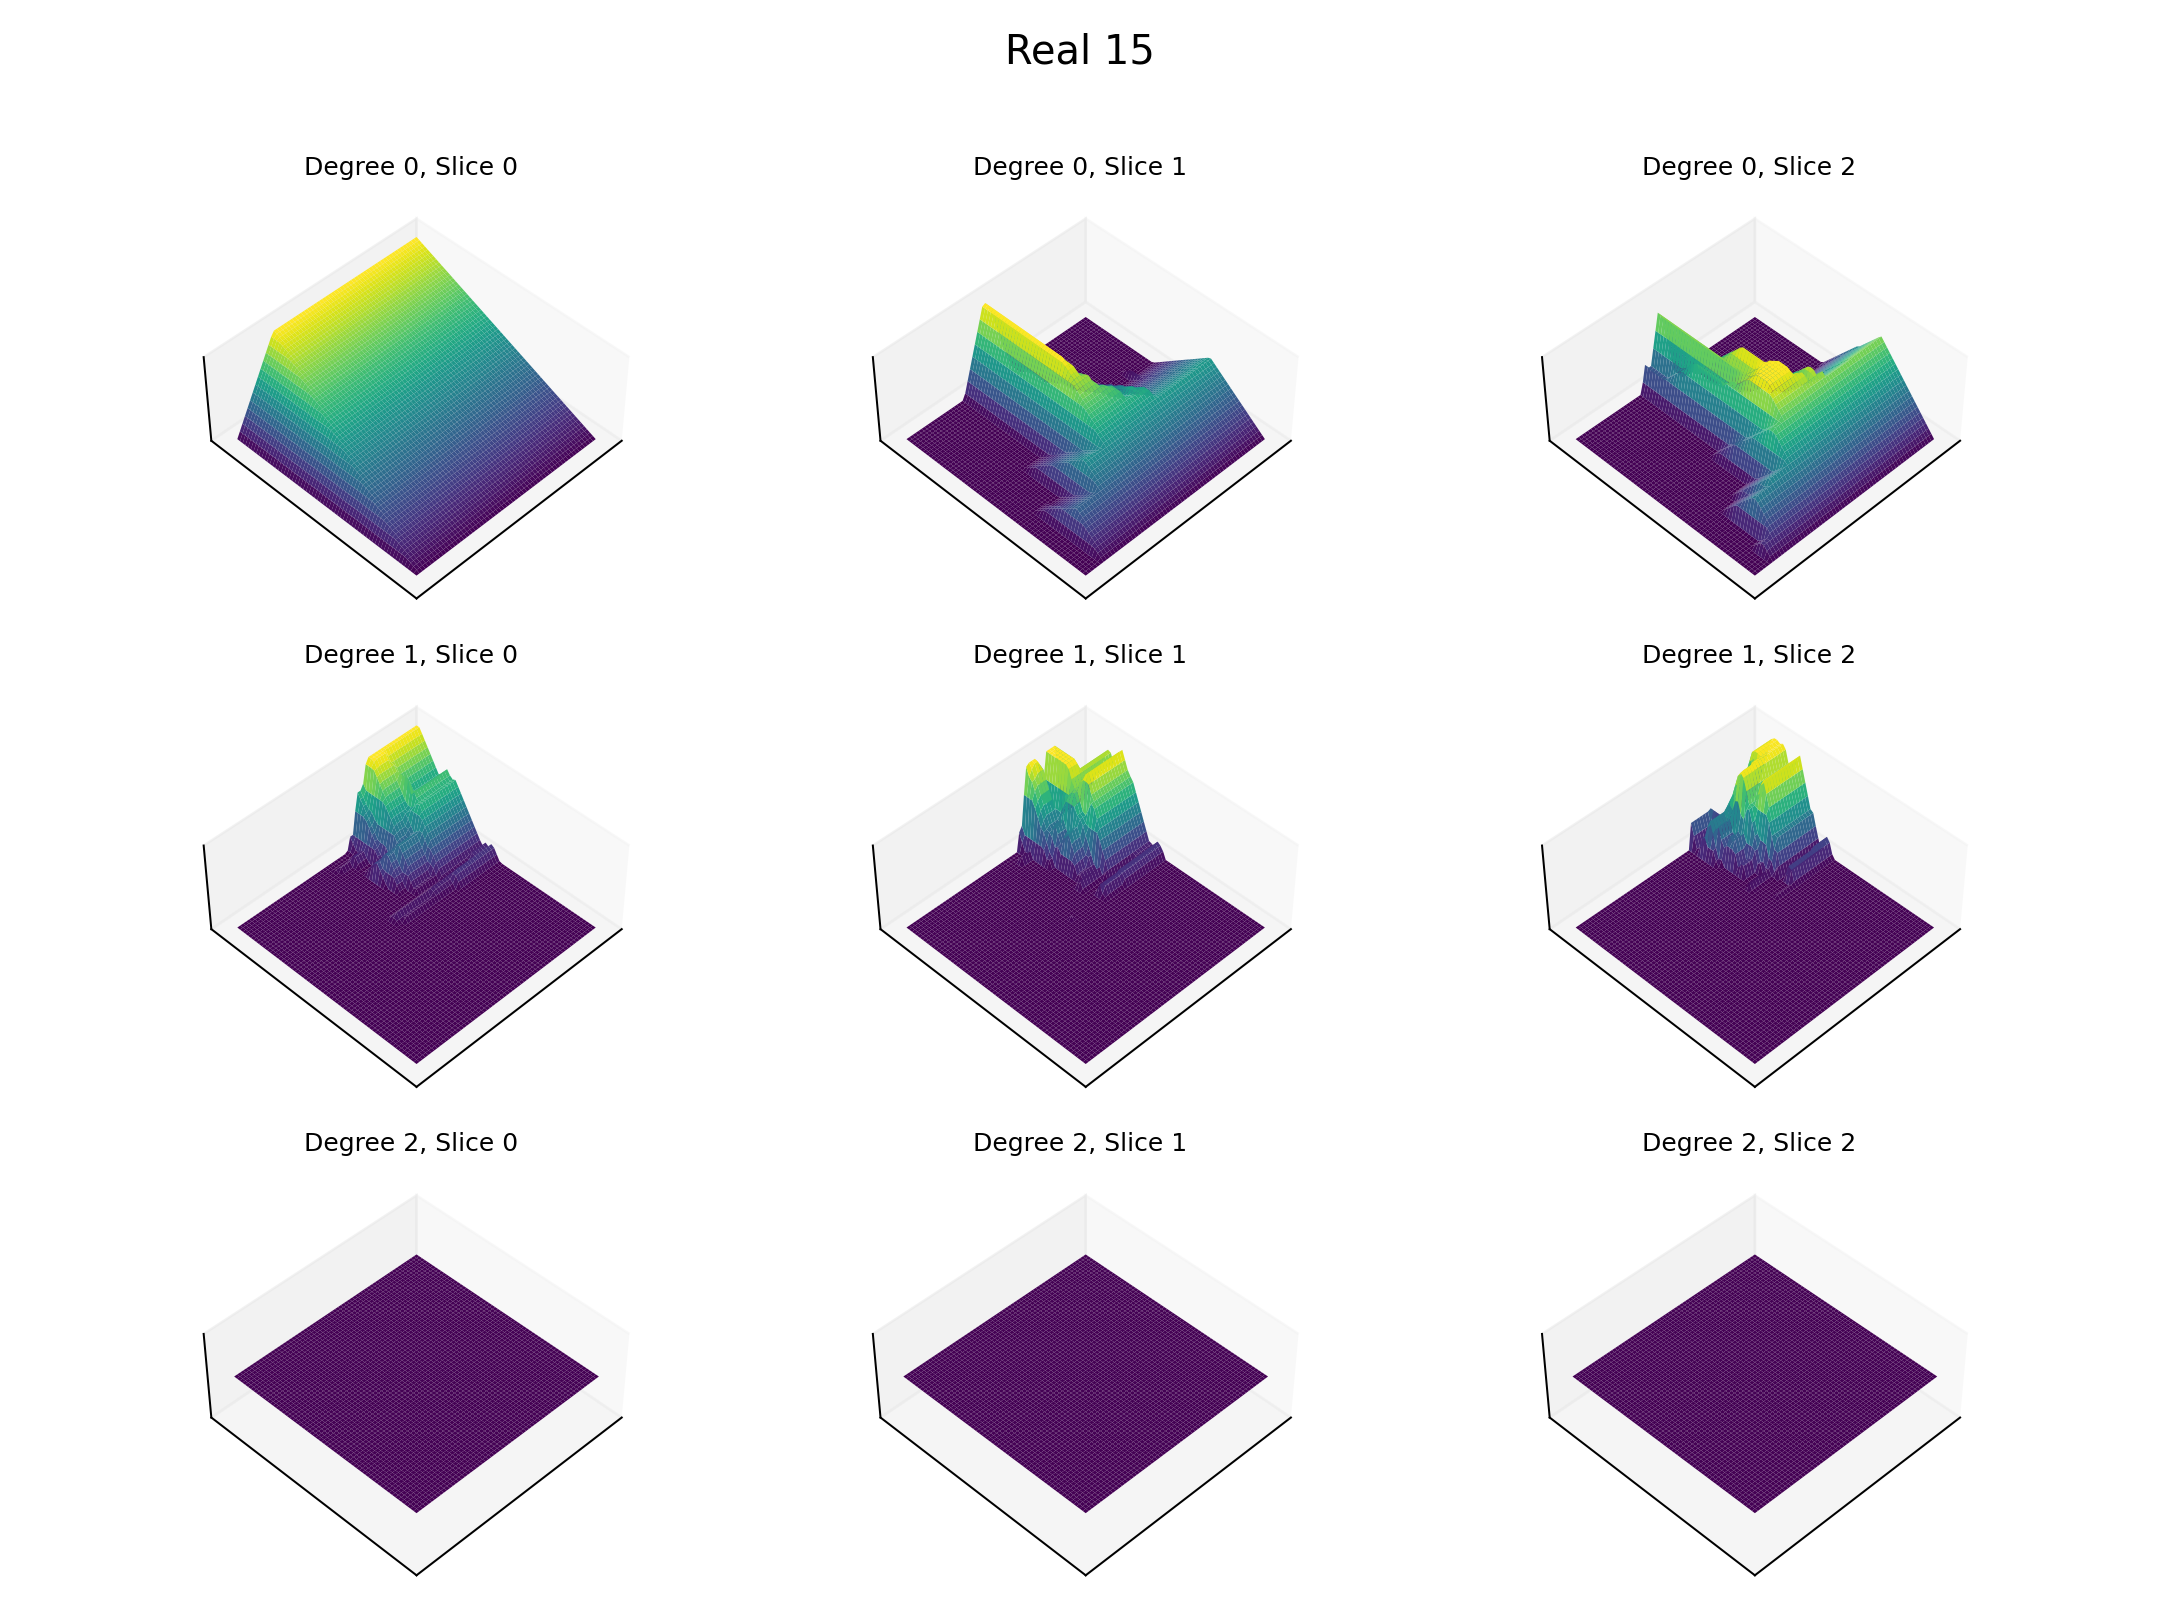 Real 15
Degree 0, Slice 0
Degree 0, Slice 1
Degree 0, Slice 2
Degree 1, Slice 0
Degree 1, Slice 1
Degree 1, Slice 2
Degree 2, Slice 0
Degree 2, Slice 1
Degree 2, Slice 2